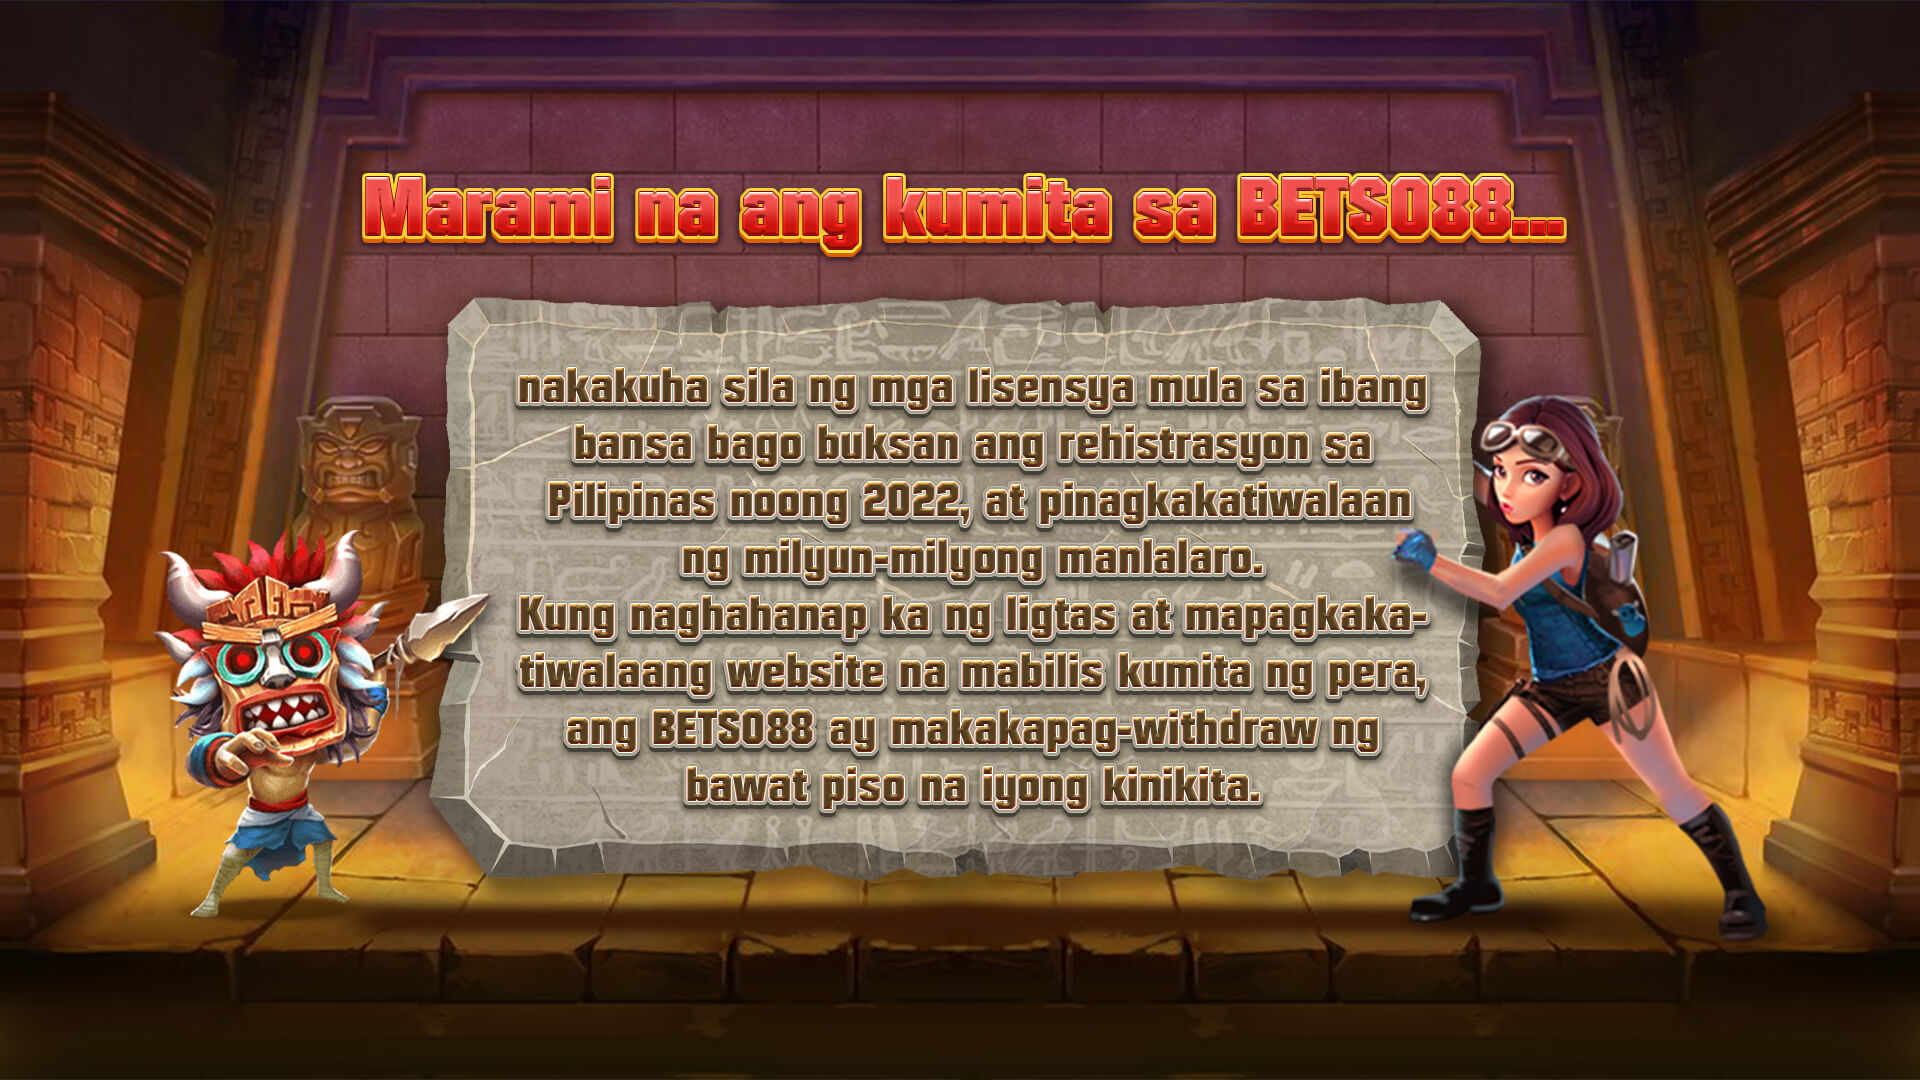 Marami na ang kumita sa BETSO88...
nakakuha sila ng mga lisensya mula sa ibang
bansa bago buksan ang rehistrasyon sa
Pilipinas noong 2022, at pinagkakatiwalaan
ng milyun-milyong manlalaro.
Kung naghahanap ka ng ligtas at mapagkaka-
tiwalaang website na mabilis kumita ng pera,
ang BETSO88 ay makakapag-withdraw ng
bawat piso na iyong kinikita.